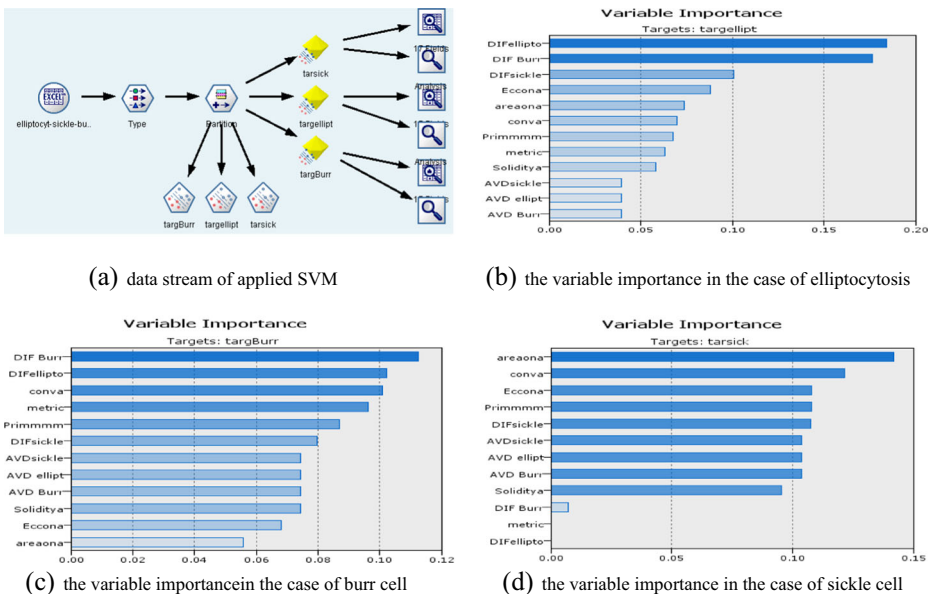 EXCEL
elliptocyt-sickle-bu..
Type
Partition
tarsick
targellipt
targBurr
17 Fields
Analysis
Analysis
targBurr
targellipt
tarsick
(a) data stream of applied SVM
Variable Importance
Targets: targellipt
DIFellipto
DIF Burr
DIFsickle
Eccona
areaona
conva
Primmmm
metric
Soliditya
AVDsickle
AVD ellipt
AVD Burr
0.00 0.05 0.10 0.15 0.20
(b) the variable importance in the case of elliptocytosis
Variable Importance
Targets: targBurr
DIF Burr
DIFellipto
conva
metric
Primmmm
DIFsickle
AVDsickle
AVD ellipt
AVD Burr
Soliditya
Eccona
areaona
0.00 0.02 0.04 0.06 0.08 0.10 0.12
(c) the variable importancein the case of burr cell
Variable Importance
Targets: tarsick
areaona
conva
Eccona
Primmmm
DIFsickle
AVDsickle
AVD ellipt
AVD Burr
Soliditya
DIF Burr
metric
DIFellipto
0.00 0.05 0.10 0.15
(d) the variable importance in the case of sickle cell